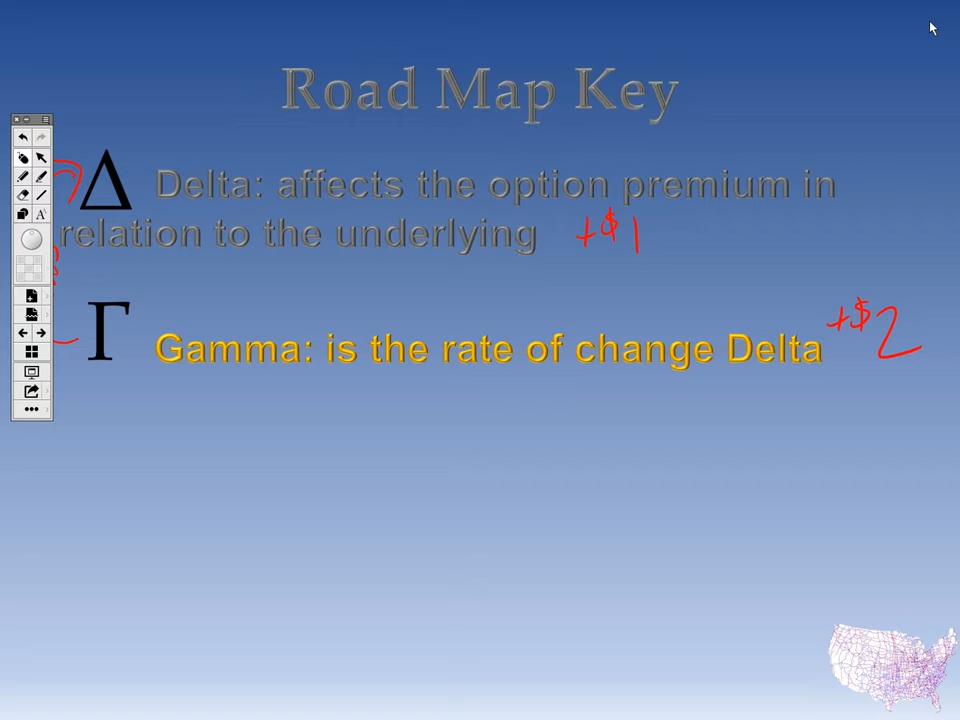 Road Map Key
Δ Delta: affects the option premium in
relation to the underlying +$1
Γ Gamma: is the rate of change Delta +$2